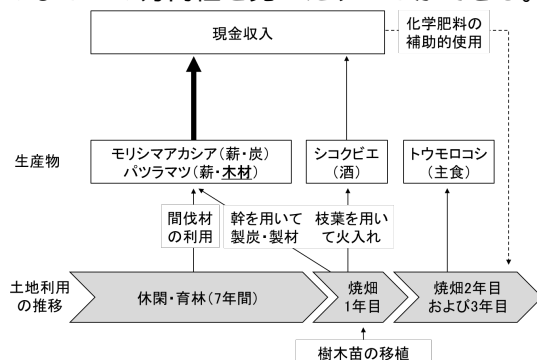 現金収入
化学肥料の
補助的使用
生産物
モリシマアカシア(薪・炭)
パツラマツ(薪・木材)
シコクビエ
(酒)
トウモロコシ
(主食)
間伐材
の利用
幹を用いて
製炭・製材
枝葉を用い
て火入れ
土地利用
の推移
休閑・育林(7年間)
焼畑
1年目
焼畑2年目
および3年目
樹木苗の移植